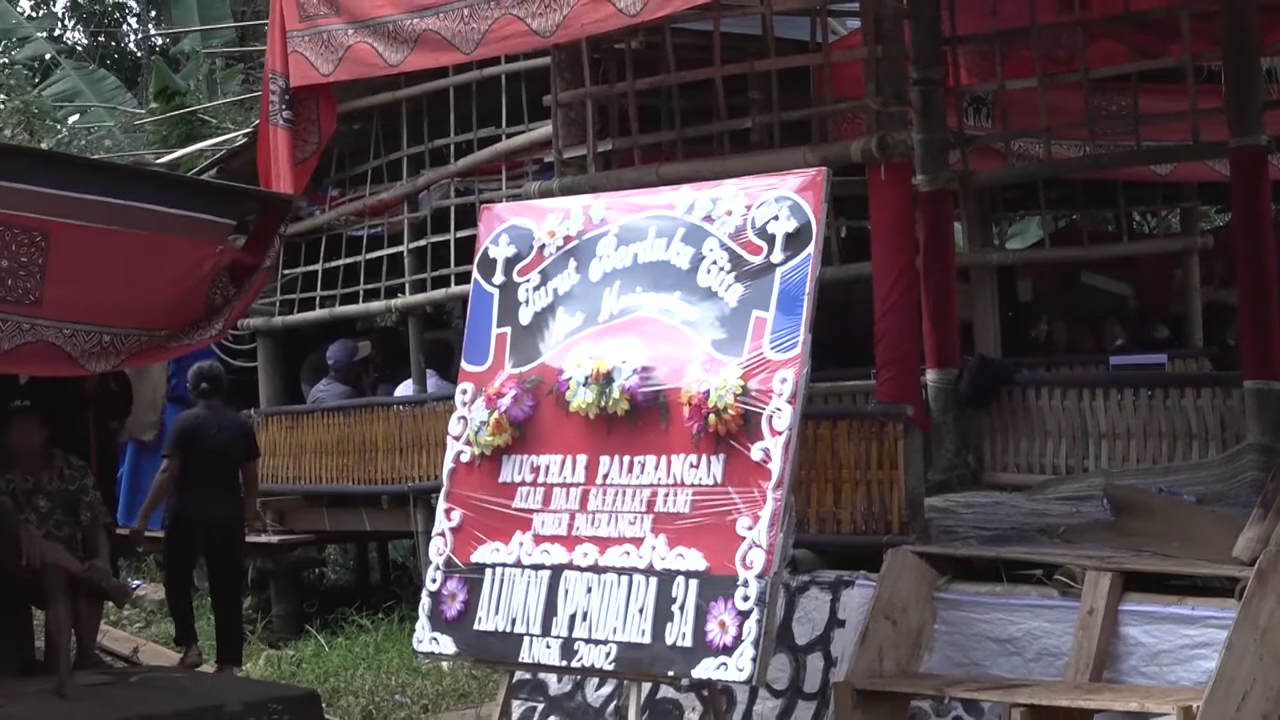 Turut Berduka Cita
MUCTHAR PALEBANGAN
AYAH DARI SAHABAT KAMI
NOBER PALEBANGAN
ALUMNI SPENDARA 3A
ANGK. 2002